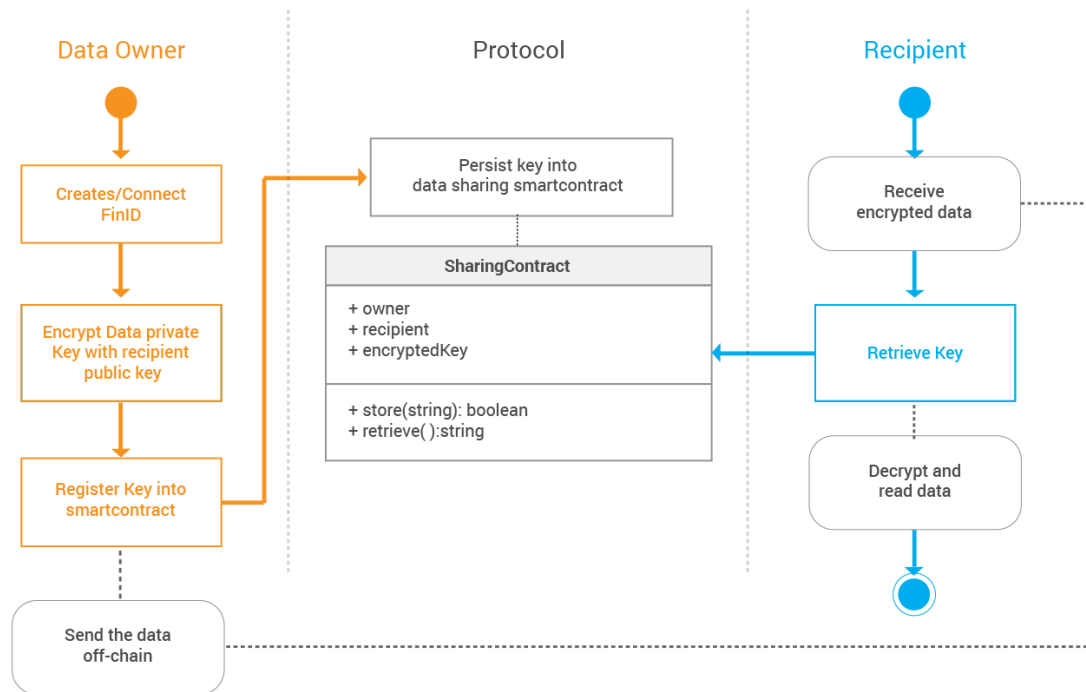 Data Owner
Protocol
Recipient
Creates/Connect
FinID
Encrypt Data private
Key with recipient
public key
Register Key into
smartcontract
Send the data
off-chain
Persist key into
data sharing smartcontract
SharingContract
+ owner
+ recipient
+ encryptedKey
+ store(string): boolean
+ retrieve( ):string
Receive
encrypted data
Retrieve Key
Decrypt and
read data